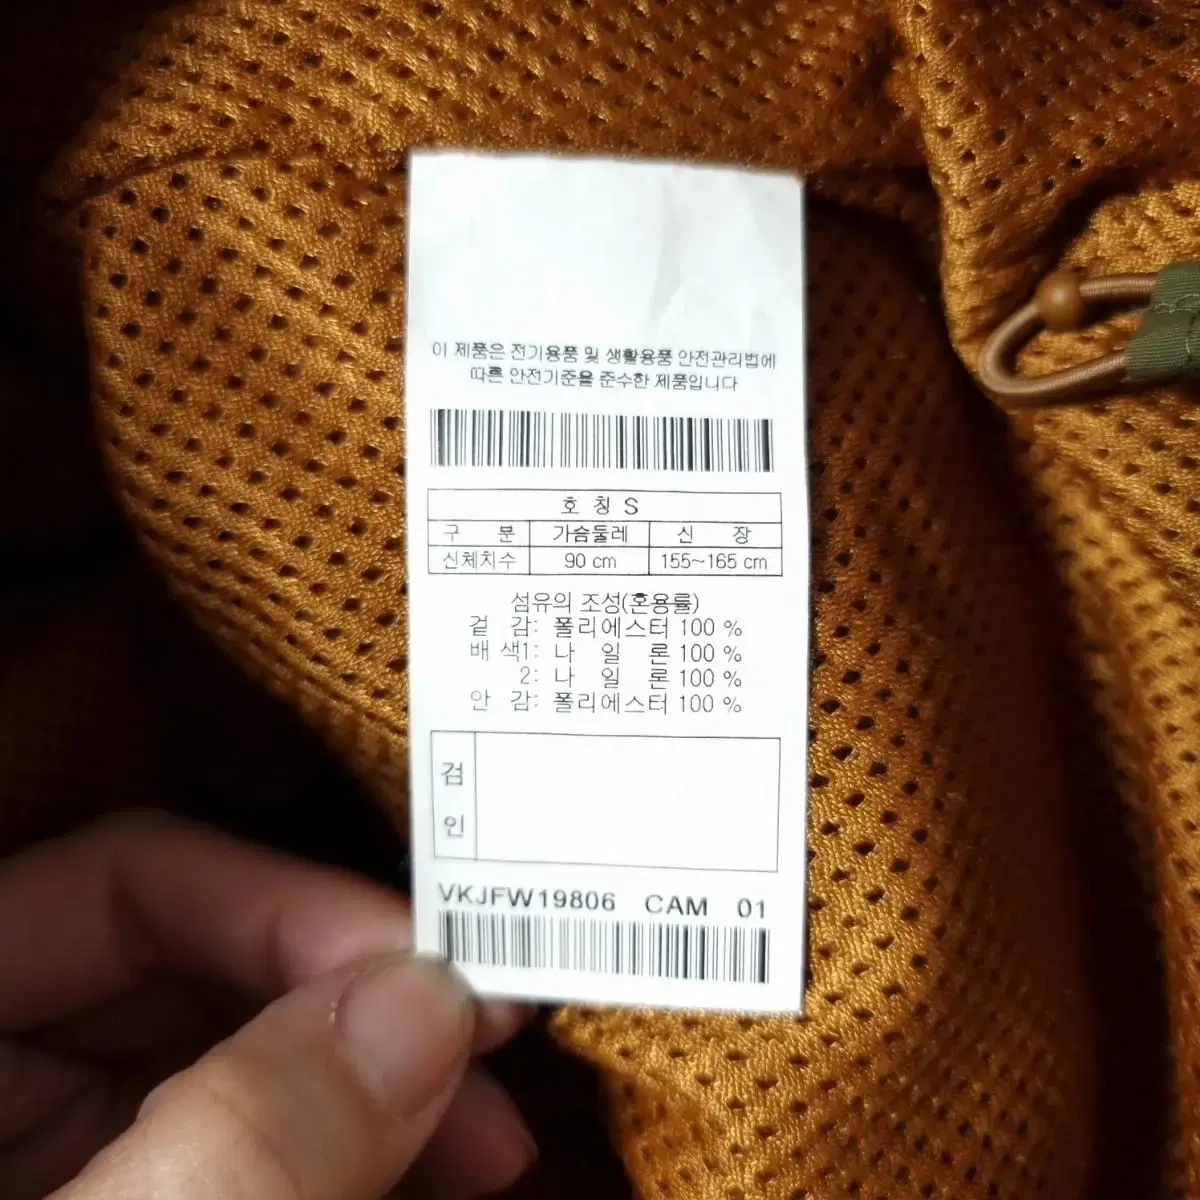 이 제품은 전기용품 및 생활용품 안전관리법에
따른 안전기준을 준수한 제품입니다
호 칭 S
구 분 가슴둘레 신 장
신체치수 90 cm 155~165 cm
섬유의 조성(혼용률)
겉 감: 폴리에스터 100 %
배 색1: 나 일 론 100 %
2: 나 일 론 100 %
안 감: 폴리에스터 100 %
검
인
VKJFW19806 CAM 01